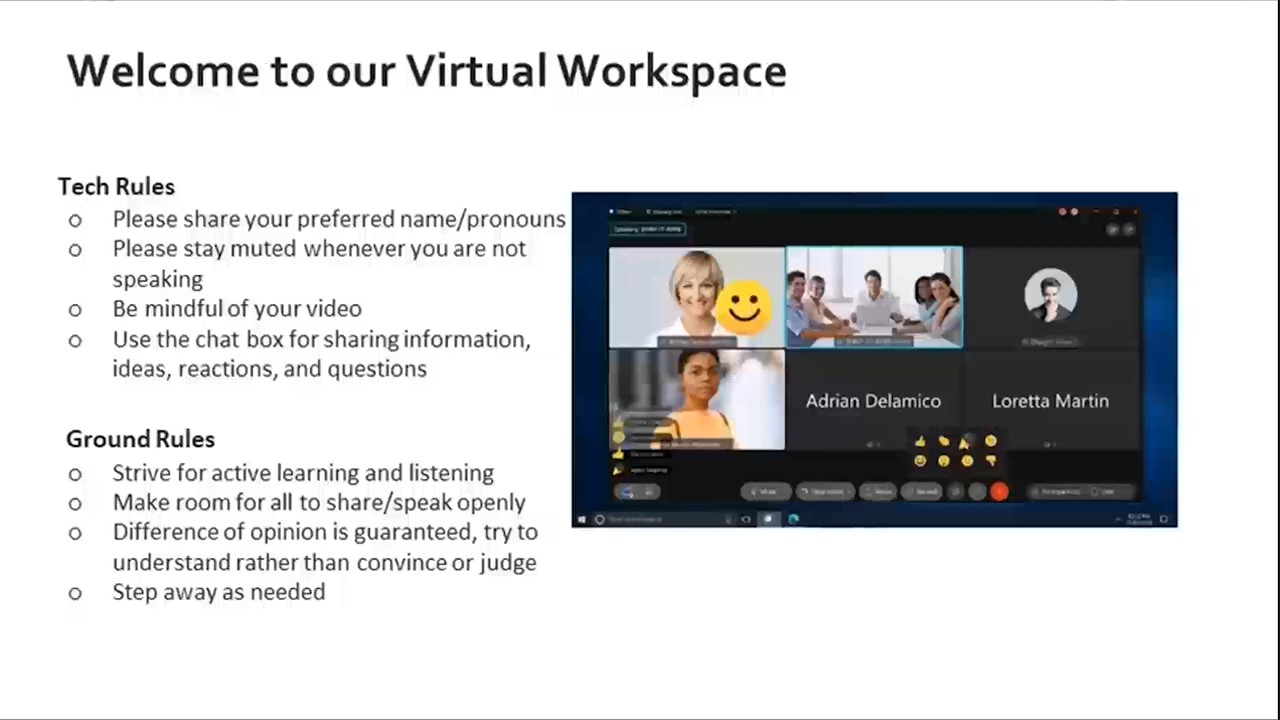 Welcome to our Virtual Workspace
Tech Rules
o Please share your preferred name/pronouns
o Please stay muted whenever you are not
speaking
o Be mindful of your video
o Use the chat box for sharing information,
ideas, reactions, and questions
Ground Rules
o Strive for active learning and listening
o Make room for all to share/speak openly
o Difference of opinion is guaranteed, try to
understand rather than convince or judge
o Step away as needed
Adrian Delamico
Loretta Martin